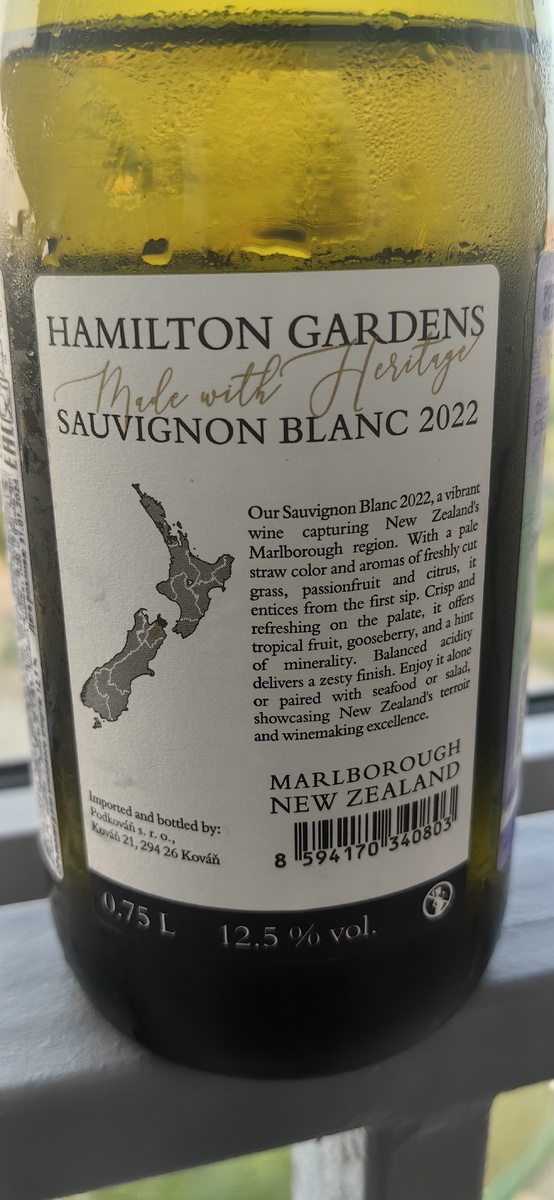 HAMILTON GARDENS
Made with Heritage
SAUVIGNON BLANC 2022
Our Sauvignon Blanc 2022, a vibrant
wine capturing New Zealand's
Marlborough region. With a pale
straw color and aromas of freshly cut
grass, passionfruit and citrus, it
entices from the first sip. Crisp and
refreshing on the palate, it offers
tropical fruit, gooseberry, and a hint
of minerality. Balanced acidity
delivers a zesty finish. Enjoy it alone
or paired with seafood or salad,
showcasing New Zealand's terroir
and winemaking excellence.
MARLBOROUGH
NEW ZEALAND
Imported and bottled by:
Podkováň s. r. o.,
Kováň 21, 294 26 Kováň
8 594170 340803
0,75 L 12.5 % vol.
EAC